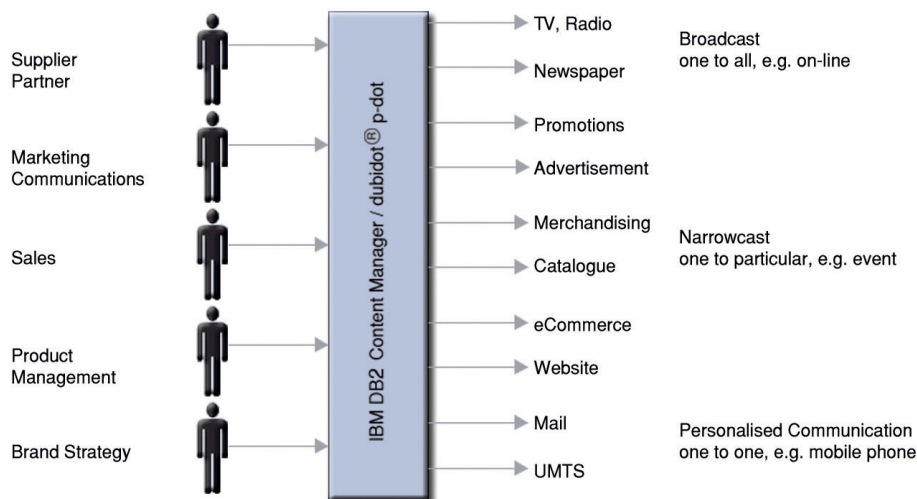 Supplier
Partner
Marketing
Communications
Sales
Product
Management
Brand Strategy
IBM DB2 Content Manager / dubidot® p-dot
TV, Radio
Newspaper
Promotions
Advertisement
Merchandising
Catalogue
eCommerce
Website
Mail
UMTS
Broadcast
one to all, e.g. on-line
Narrowcast
one to particular, e.g. event
Personalised Communication
one to one, e.g. mobile phone